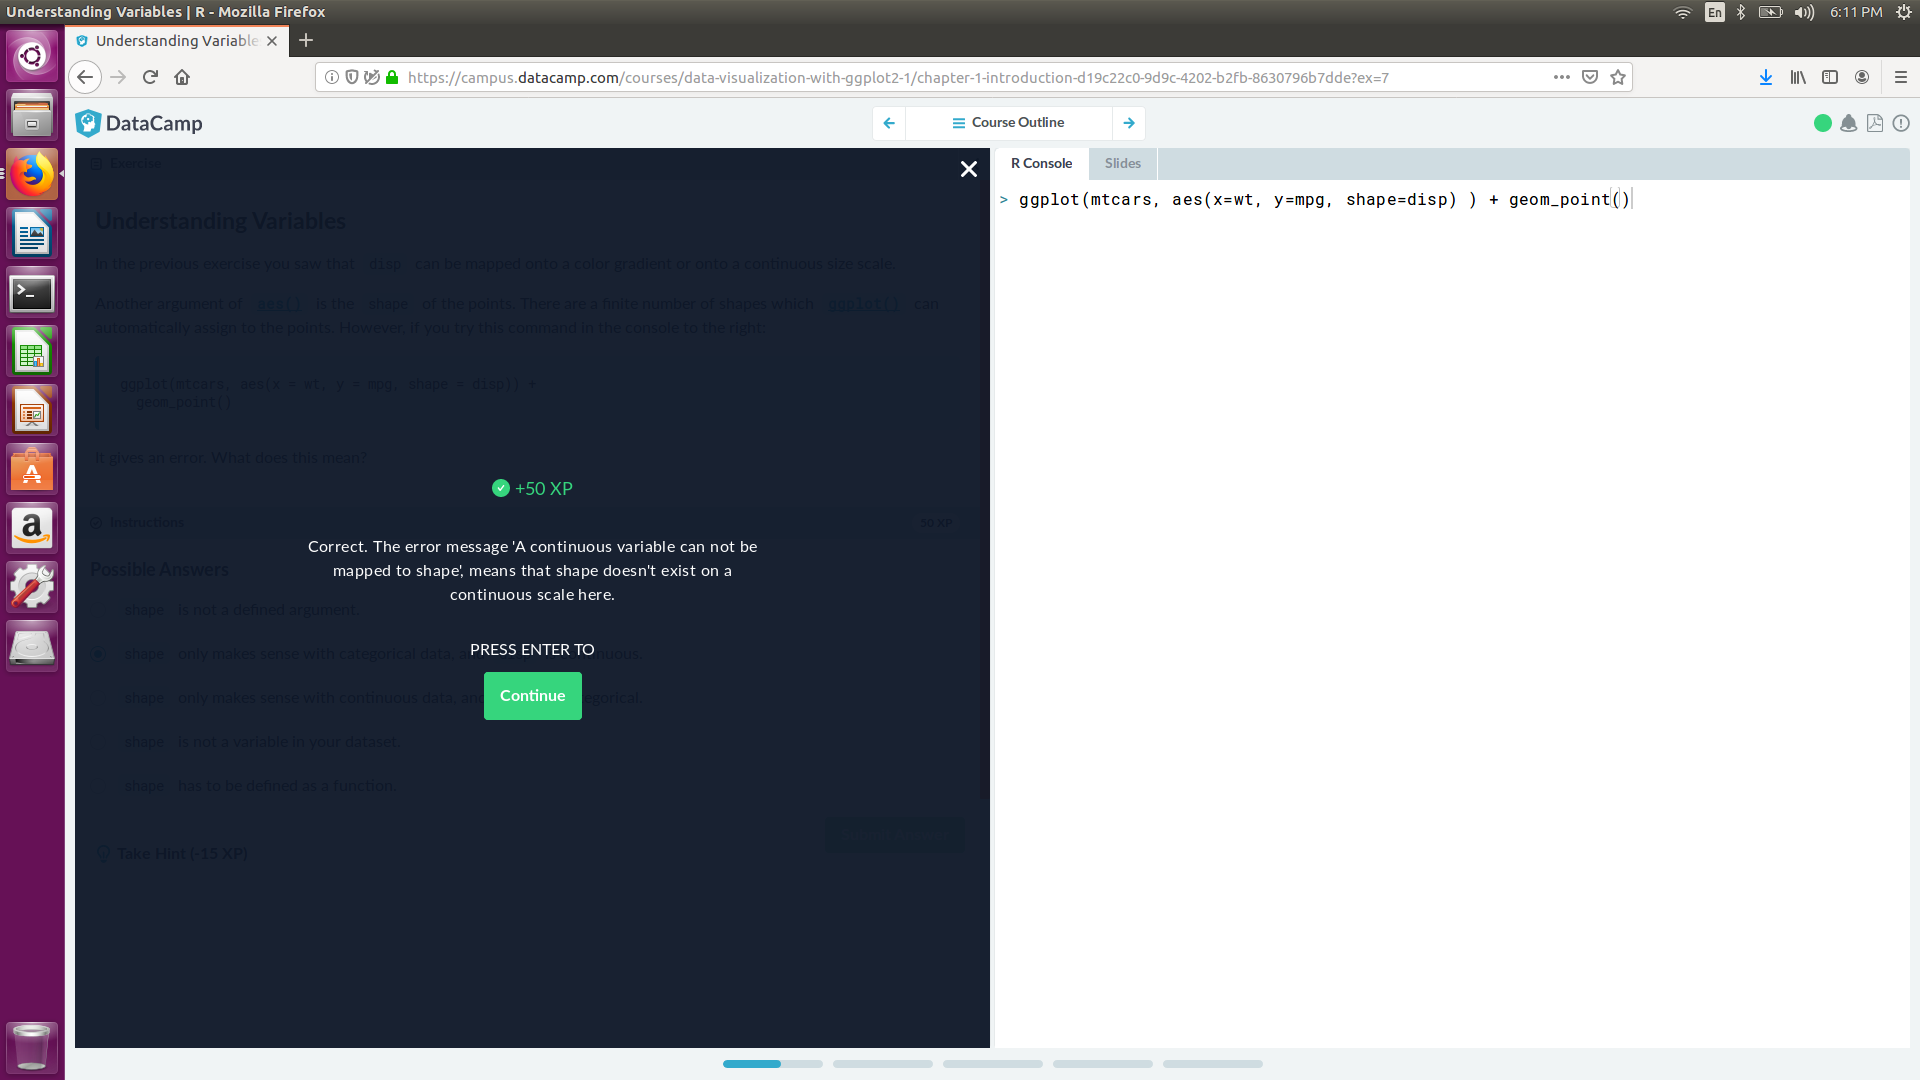 Understanding Variables | R - Mozilla Firefox
En
6:11 PM
Understanding Variable
https://campus.datacamp.com/courses/data-visualization-with-ggplot2-1/chapter-1-introduction-d19c22c0-9d9c-4202-b2fb-8630796b7dde?ex=7
DataCamp
Course Outline
Exercise
R Console
Slides
> ggplot(mtcars, aes(x=wt, y=mpg, shape=disp) ) + geom_point()
Understanding Variables
In the previous exercise you saw that disp can be mapped onto a color gradient or onto a continuous size scale.
Another argument of aes() is the shape of the points. There are a finite number of shapes which ggplot() can
automatically assign to the points. However, if you try this command in the console to the right:
ggplot(mtcars, aes(x = wt, y = mpg, shape = disp)) +
geom_point()
It gives an error. What does this mean?
+50 XP
Instructions
50 XP
Correct. The error message 'A continuous variable can not be
mapped to shape', means that shape doesn't exist on a
continuous scale here.
Possible Answers
shape is not a defined argument.
PRESS ENTER TO
shape only makes sense with categorical data, an continuous.
Continue
shape only makes sense with continuous data, and egorical.
shape is not a variable in your dataset.
shape has to be defined as a function.
Take Hint (-15 XP)